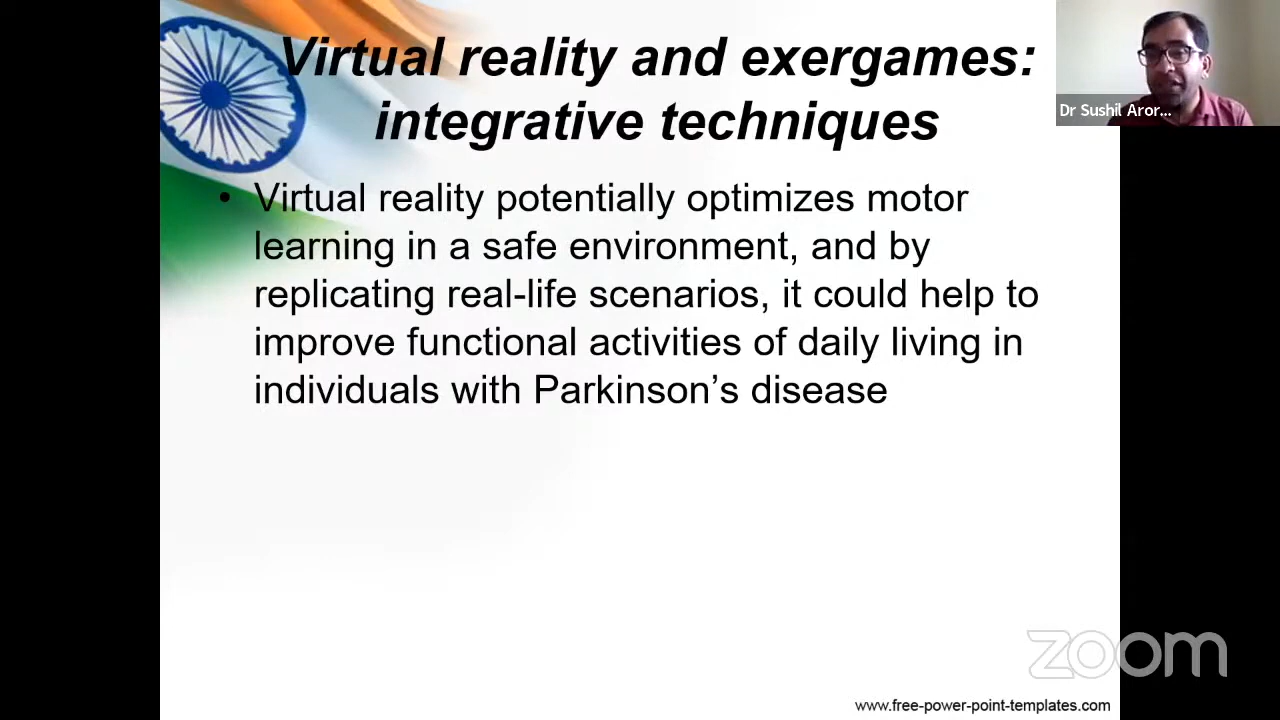 Virtual reality and exergames:
integrative techniques
Dr Sushil Aror...
• Virtual reality potentially optimizes motor
learning in a safe environment, and by
replicating real-life scenarios, it could help to
improve functional activities of daily living in
individuals with Parkinson’s disease
zoom
www.free-power-point-templates.com